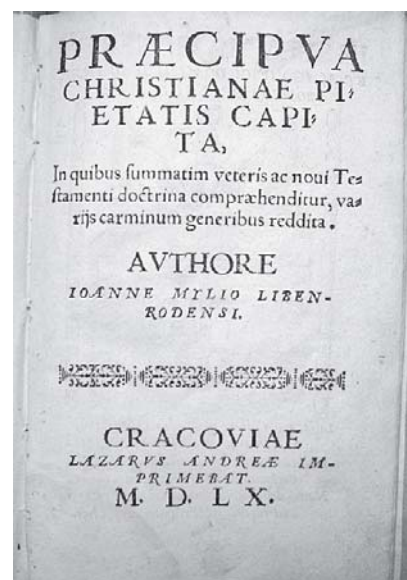 PRÆCIPVA
CHRISTIANAE PI-
ETATIS CAPI-
TA,
In quibus ſummatim veteris ac noui Te-
ſtamenti doctrina compræhenditur, va-
rijs carminum generibus reddita.
AVTHORE
IOANNE MYLIO LIBEN-
RODENSI.
CRACOVIAE
LAZARVS ANDREÆ IM-
PRIMEBAT.
M. D. L X.